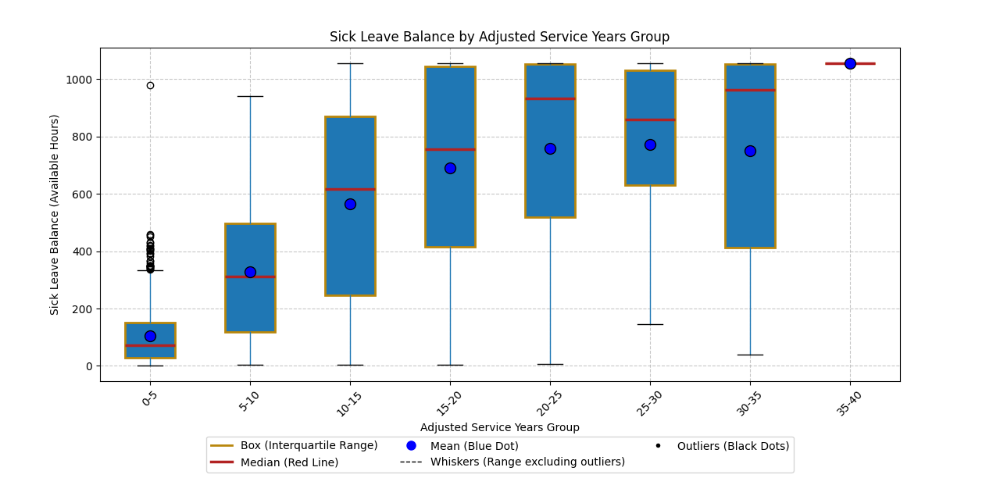 Sick Leave Balance by Adjusted Service Years Group
Sick Leave Balance (Available Hours)
1000
800
600
400
200
0
0-5
5-10
10-15
15-20
20-25
25-30
30-35
35-40
Adjusted Service Years Group
Box (Interquartile Range)
Median (Red Line)
Mean (Blue Dot)
Whiskers (Range excluding outliers)
Outliers (Black Dots)